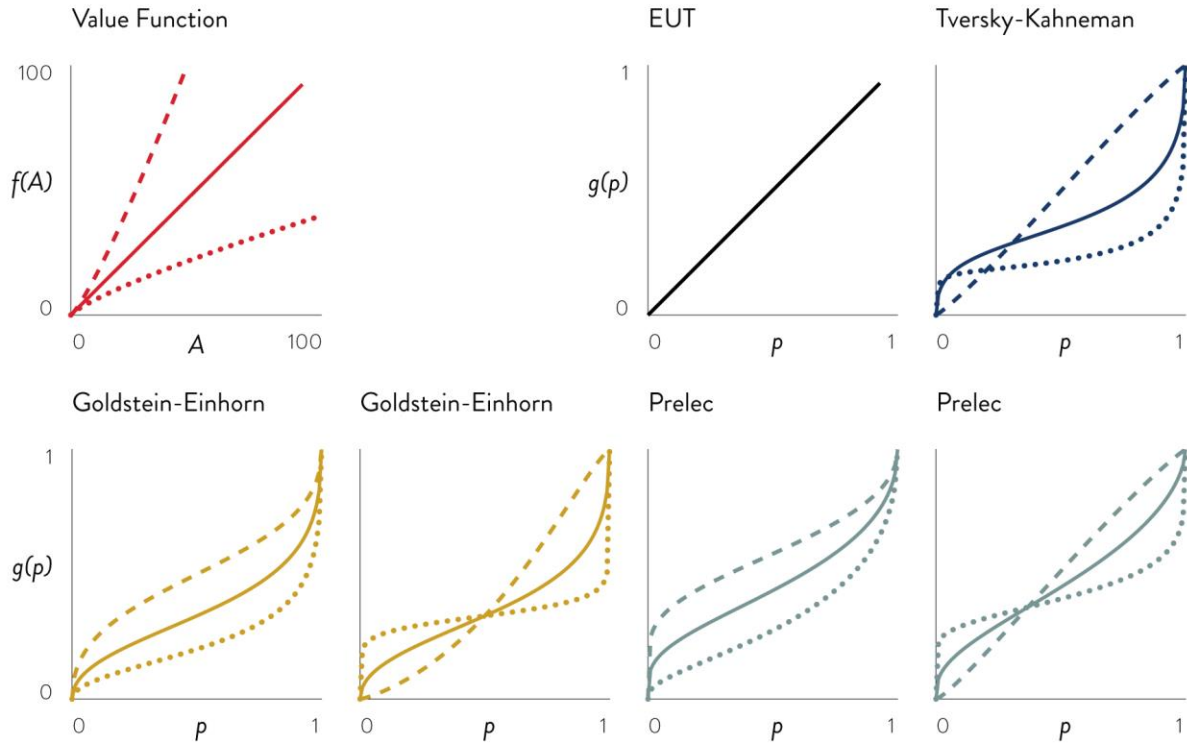 Value Function
EUT
Tversky-Kahneman
100
f(A)
0
0
A
100
1
g(p)
0
0
p
1
0
p
1
Goldstein-Einhorn
Goldstein-Einhorn
Prelec
Prelec
1
g(p)
0
0
p
1
0
p
1
0
p
1
0
p
1